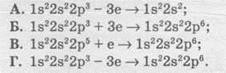 А. 1s²2s²2p³ – 3e → 1s²2s²;
Б. 1s²2s²2p³ + 3e → 1s²2s²2p⁶;
В. 1s²2s²2p⁵ + e → 1s²2s²2p⁶;
Г. 1s²2s²2p³ – 3e → 1s²2s²2p⁶.